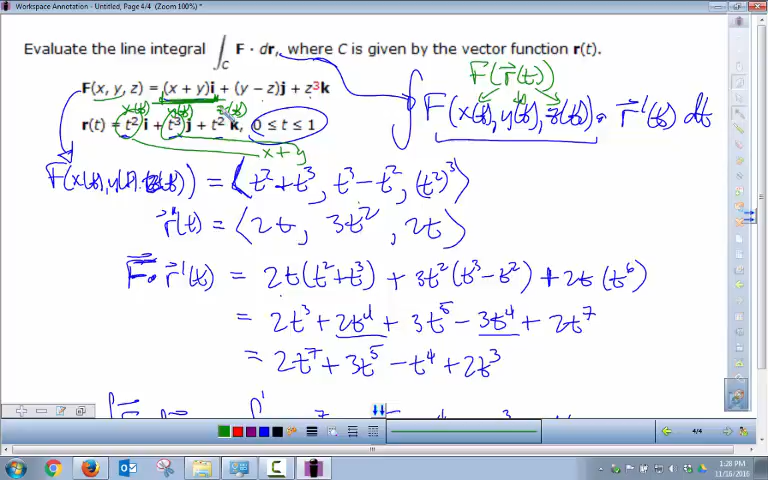 Workspace Annotation - Untitled, Page 4/4 (Zoom 100%) *
Evaluate the line integral ∫_C F · dr, where C is given by the vector function r(t).
F(x, y, z) = (x + y)i + (y − z)j + z³k
r(t) = t² i + t³ j + t² k, 0 ≤ t ≤ 1
x(t) y(t) z(t)
x + y
F(r⃗(t))
∫ F(x(t), y(t), z(t)) • r⃗'(t) dt
F(x(t), y(t), z(t)) = ⟨t² + t³, t³ − t², (t²)³⟩
r⃗'(t) = ⟨2t, 3t², 2t⟩
F⃗ • r⃗'(t) = 2t(t² + t³) + 3t²(t³ − t²) + 2t(t⁶)
= 2t³ + 2t⁴ + 3t⁵ − 3t⁴ + 2t⁷
= 2t⁷ + 3t⁵ − t⁴ + 2t³
4/4
1:28 PM
11/16/2016